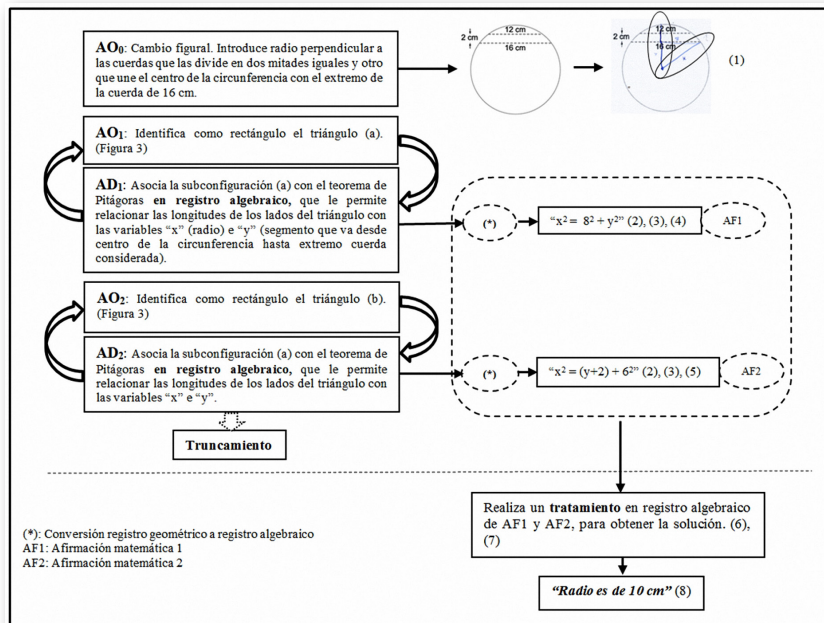 AO0: Cambio figural. Introduce radio perpendicular a
las cuerdas que las divide en dos mitades iguales y otro
que une el centro de la circunferencia con el extremo de
la cuerda de 16 cm.
12 cm
2 cm
16 cm
12 cm
2 cm
16 cm
(1)
AO1: Identifica como rectángulo el triángulo (a).
(Figura 3)
AD1: Asocia la subconfiguración (a) con el teorema de
Pitágoras en registro algebraico, que le permite
relacionar las longitudes de los lados del triángulo con
las variables “x” (radio) e “y” (segmento que va desde
centro de la circunferencia hasta extremo cuerda
considerada).
(*)
“x² = 8² + y²” (2), (3), (4)
AF1
AO2: Identifica como rectángulo el triángulo (b).
(Figura 3)
AD2: Asocia la subconfiguración (a) con el teorema de
Pitágoras en registro algebraico, que le permite
relacionar las longitudes de los lados del triángulo con
las variables “x” e “y”.
(*)
“x² = (y+2) + 6²” (2), (3), (5)
AF2
Truncamiento
Realiza un tratamiento en registro algebraico
de AF1 y AF2, para obtener la solución. (6),
(7)
“Radio es de 10 cm” (8)
(*): Conversión registro geométrico a registro algebraico
AF1: Afirmación matemática 1
AF2: Afirmación matemática 2